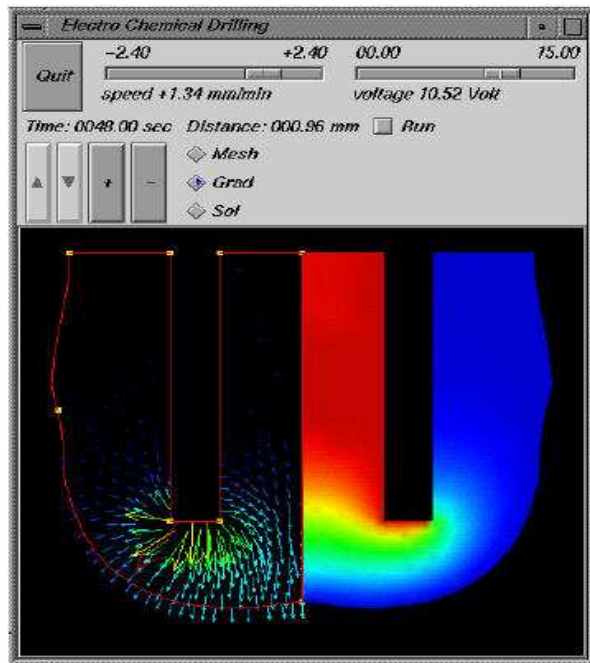 Electro Chemical Drilling
Quit
-2.40 +2.40 00.00 75.00
speed +1.34 mm/min voltage 10.52 Volt
Time: 0048.00 sec Distance: 000.96 mm Run
Mesh
+ - Grad
Sol